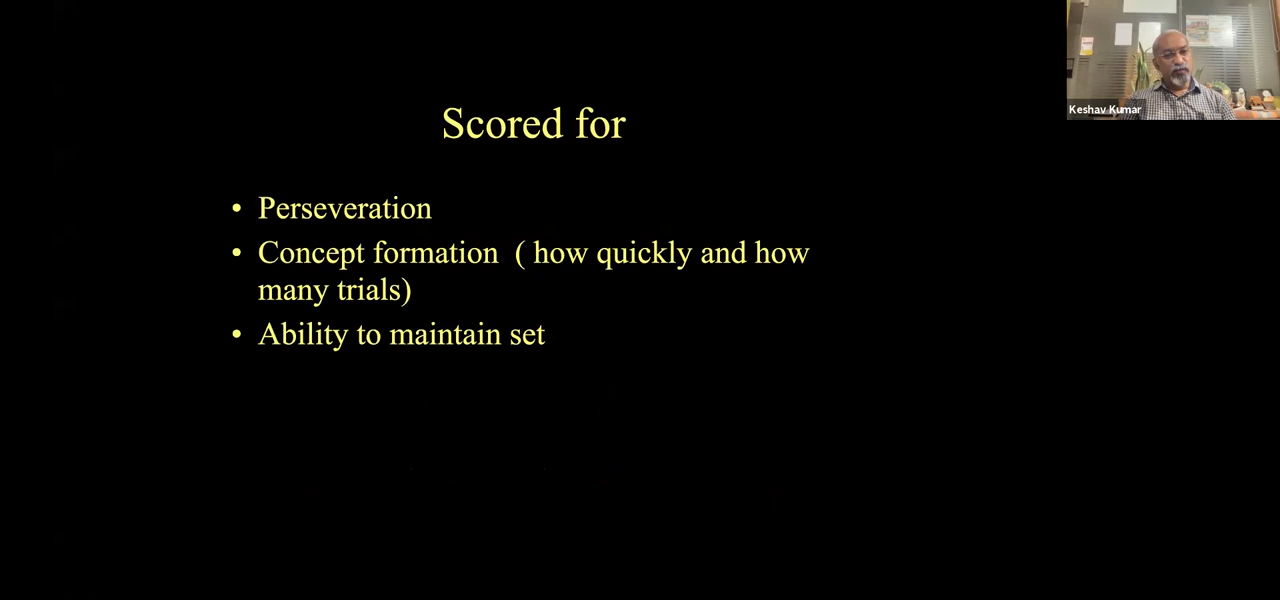 Scored for
• Perseveration
• Concept formation  ( how quickly and how
many trials)
• Ability to maintain set
Keshav Kumar